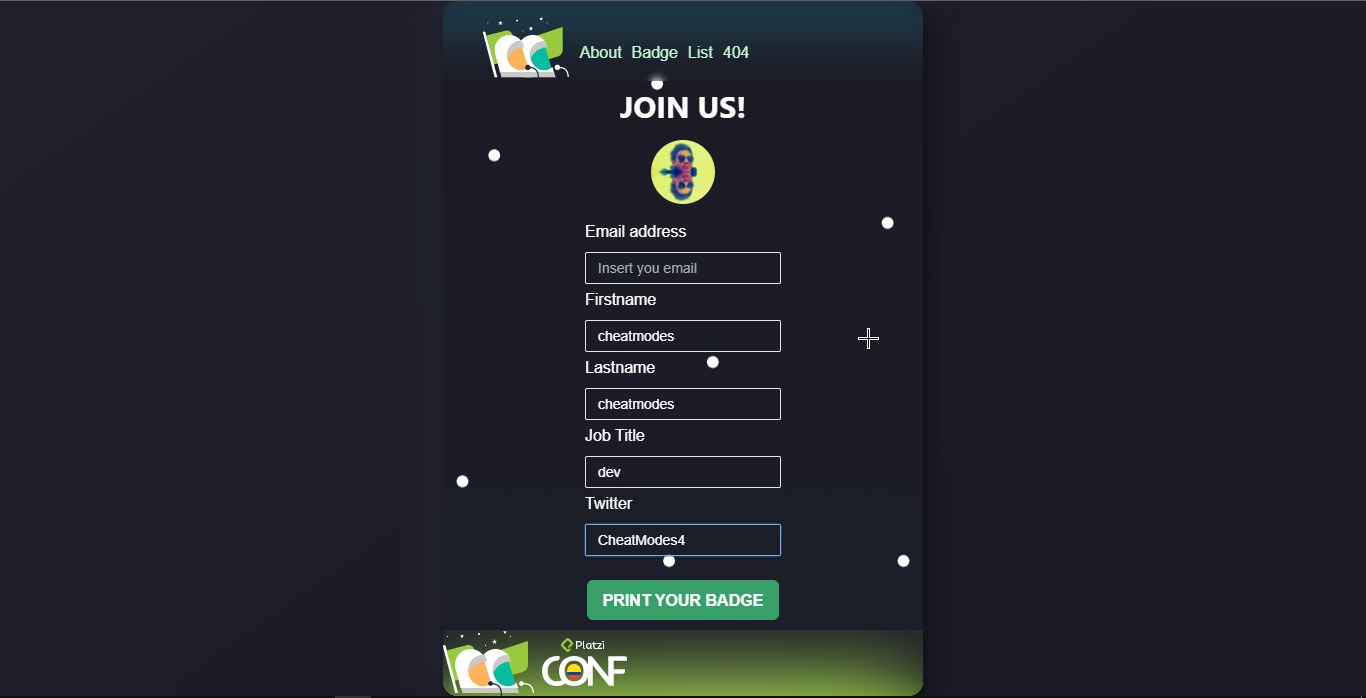 About Badge List 404
JOIN US!
Email address
Insert you email
Firstname
cheatmodes
Lastname
cheatmodes
Job Title
dev
Twitter
CheatModes4
PRINT YOUR BADGE
Platzi
CONF